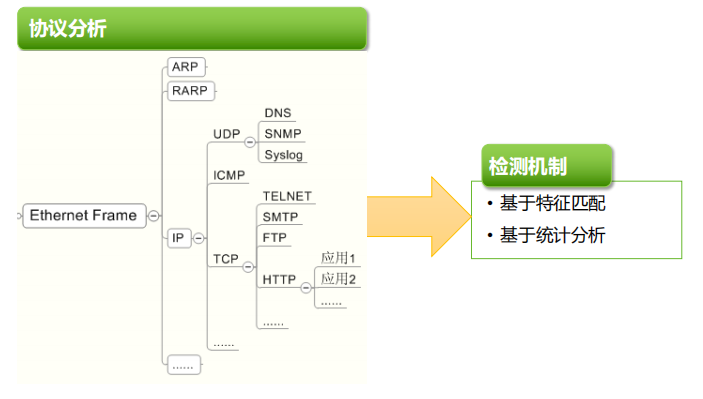 协议分析
ARP
RARP
DNS
UDP
SNMP
Syslog
ICMP
TELNET
Ethernet Frame
SMTP
IP
FTP
TCP
应用1
HTTP
应用2
......
......
......
......
检测机制
• 基于特征匹配
• 基于统计分析